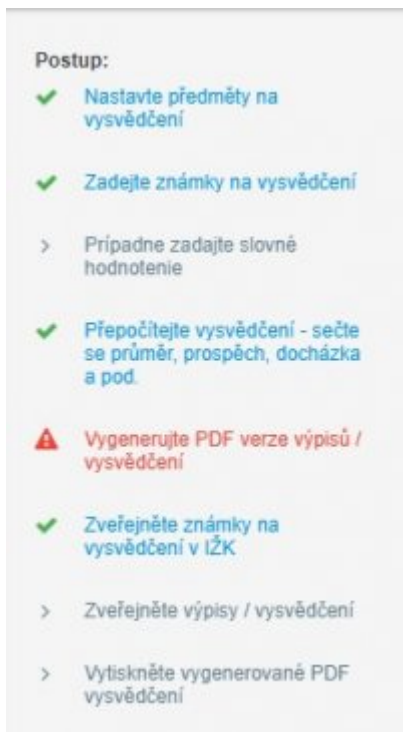 Postup:
Nastavte předměty na
vysvědčení
Zadejte známky na vysvědčení
Prípadne zadajte slovné
hodnotenie
Přepočítejte vysvědčení - sečte
se průměr, prospěch, docházka
a pod.
Vygenerujte PDF verze výpisů /
vysvědčení
Zveřejněte známky na
vysvědčení v IŽK
Zveřejněte výpisy / vysvědčení
Vytiskněte vygenerované PDF
vysvědčení